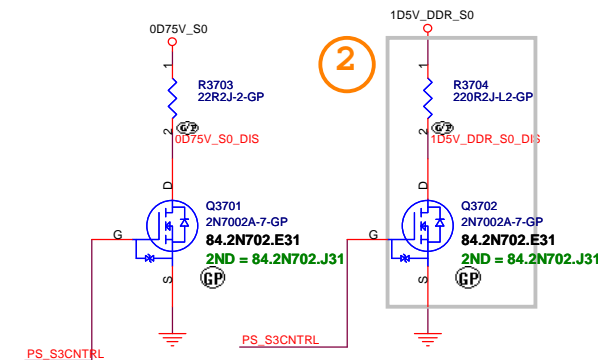 0D75V_S0
1
R3703
22R2J-2-GP
2
0D75V_S0_DIS
D
Q3701
2N7002A-7-GP
G
84.2N702.E31
2ND = 84.2N702.J31
S
GP
PS_S3CNTRL
2
1D5V_DDR_S0
1
R3704
220R2J-L2-GP
2
1D5V_DDR_S0_DIS
D
Q3702
2N7002A-7-GP
G
84.2N702.E31
2ND = 84.2N702.J31
S
GP
PS_S3CNTRL